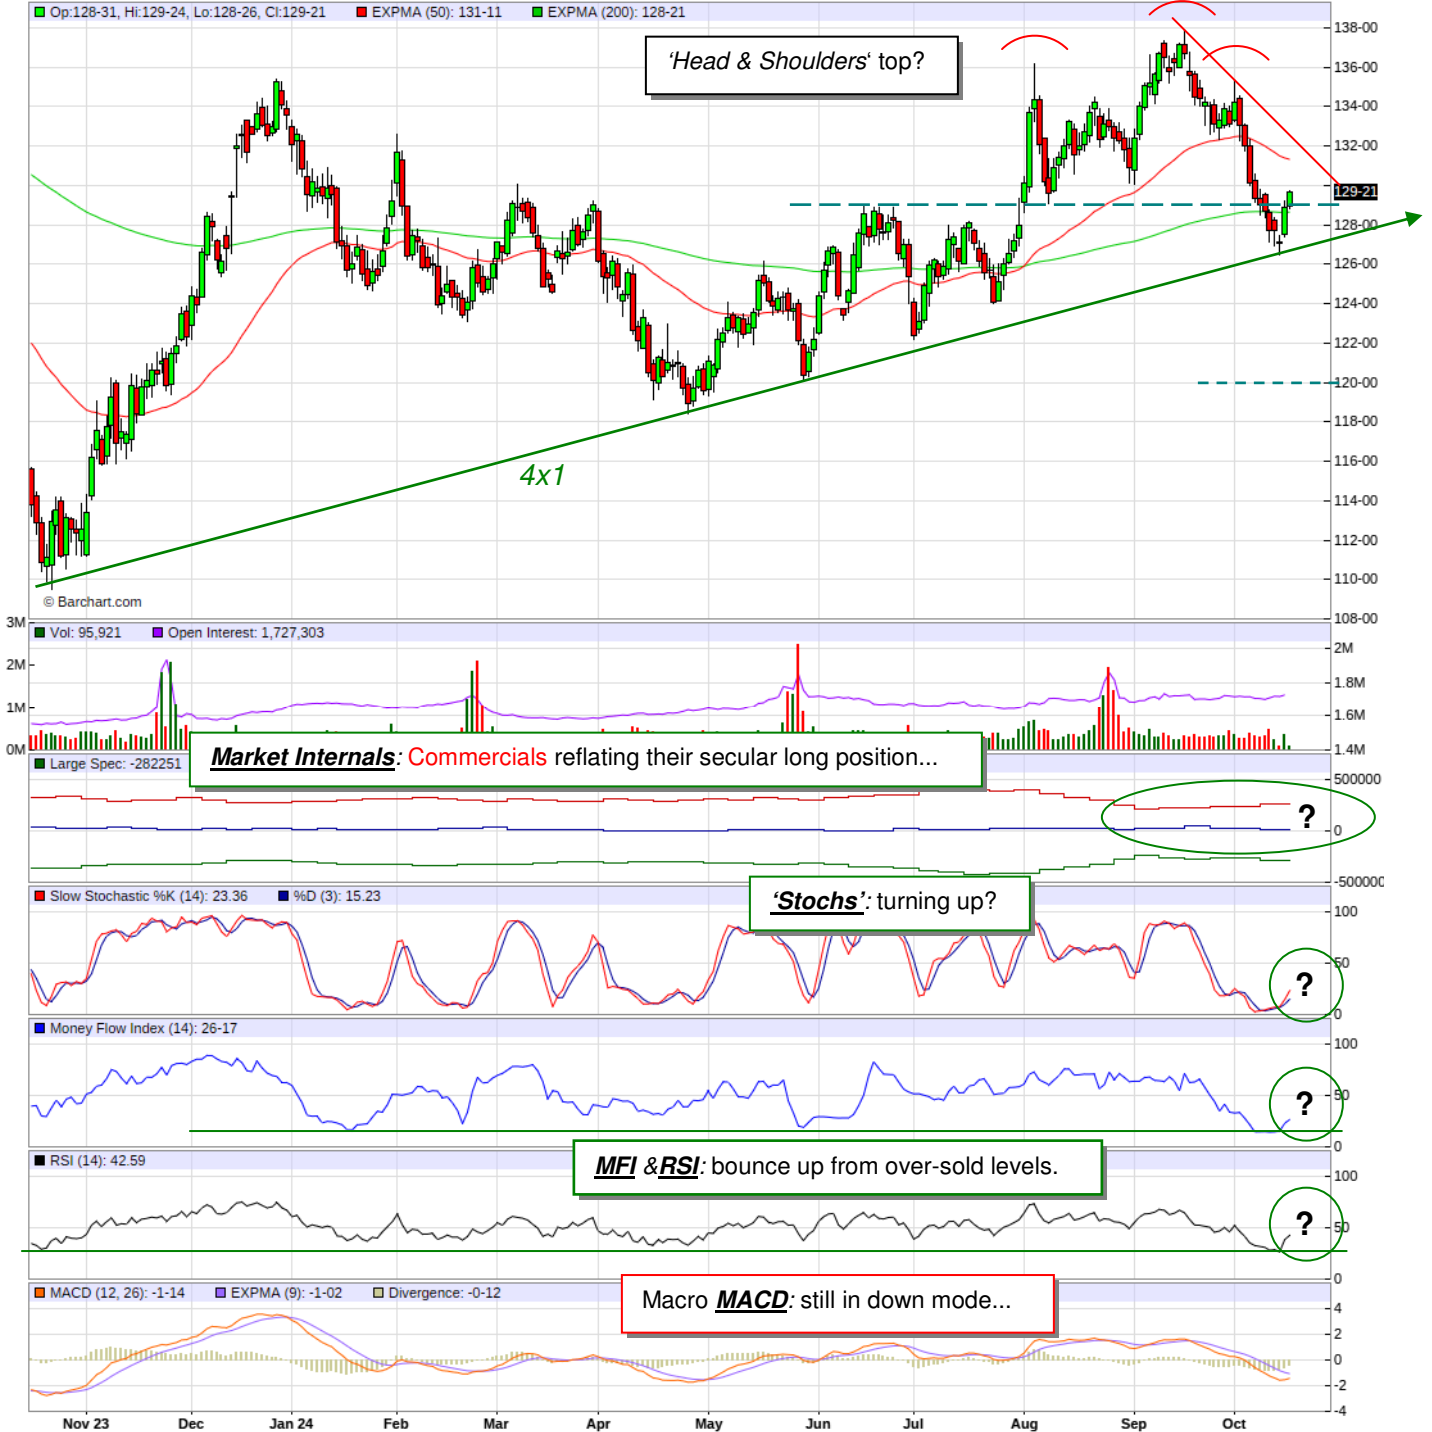 Op:128-31, Hi:129-24, Lo:128-26, Cl:129-21 EXPMA (50): 131-11 EXPMA (200): 128-21
138-00
‘Head & Shoulders‘ top?
136-00
134-00
132-00
129-21
128-00
126-00
124-00
122-00
120-00
118-00
4x1
116-00
114-00
112-00
110-00
© Barchart.com
108-00
3M Vol: 95,921 Open Interest: 1,727,303
2M
2M
1.8M
1M
1.6M
0M
1.4M
Market Internals: Commercials reflating their secular long position...
Large Spec: -282251
500000
?
0
-500000
Slow Stochastic %K (14): 23.36 %D (3): 15.23
‘Stochs’: turning up?
100
50
?
0
Money Flow Index (14): 26-17
100
50
?
0
MFI &RSI: bounce up from over-sold levels.
RSI (14): 42.59
100
50
?
0
MACD (12, 26): -1-14 EXPMA (9): -1-02 Divergence: -0-12
Macro MACD: still in down mode...
4
2
0
-2
-4
Nov 23 Dec Jan 24 Feb Mar Apr May Jun Jul Aug Sep Oct